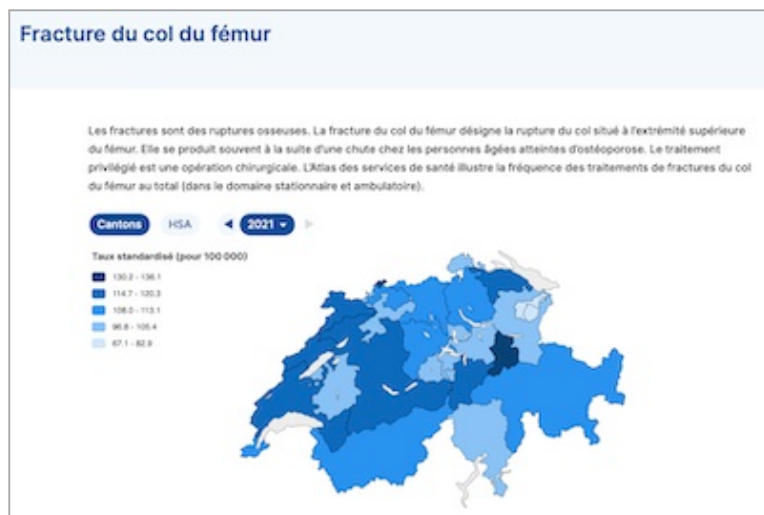 Fracture du col du fémur
Les fractures sont des ruptures osseuses. La fracture du col du fémur désigne la rupture du col situé à l'extrémité supérieure
du fémur. Elle se produit souvent à la suite d'une chute chez les personnes âgées atteintes d'ostéoporose. Le traitement
privilégié est une opération chirurgicale. L'Atlas des services de santé illustre la fréquence des traitements de fractures du col
du fémur au total (dans le domaine stationnaire et ambulatoire).
Cantons HSA 2021
Taux standardisé (pour 100 000)
130.2 - 136.1
114.7 - 120.3
108.0 - 113.1
96.8 - 105.4
67.1 - 82.9